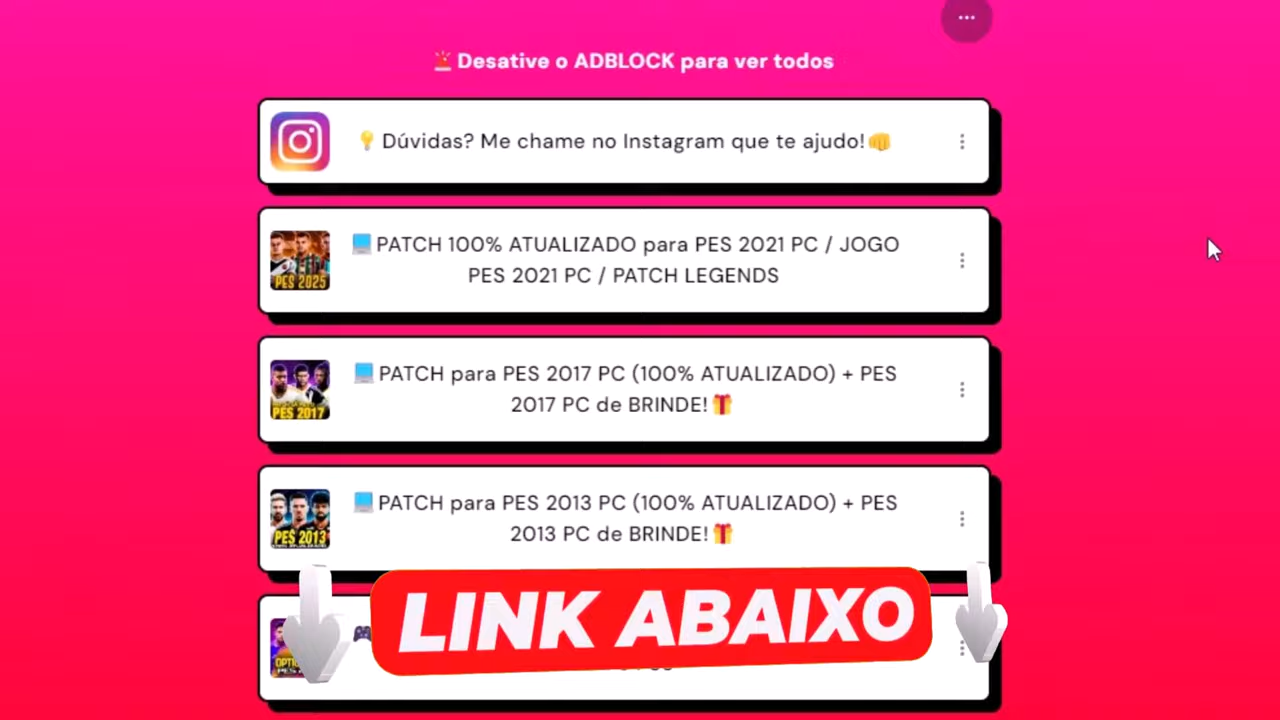 🚨Desative o ADBLOCK para ver todos
💡Dúvidas? Me chame no Instagram que te ajudo!👊
💻PATCH 100% ATUALIZADO para PES 2021 PC / JOGO
PES 2021 PC / PATCH LEGENDS
PES 2025
💻PATCH para PES 2017 PC (100% ATUALIZADO) + PES
2017 PC de BRINDE!🎁
PES 2017
💻PATCH para PES 2013 PC (100% ATUALIZADO) + PES
2013 PC de BRINDE!🎁
PES 2013
LINK ABAIXO